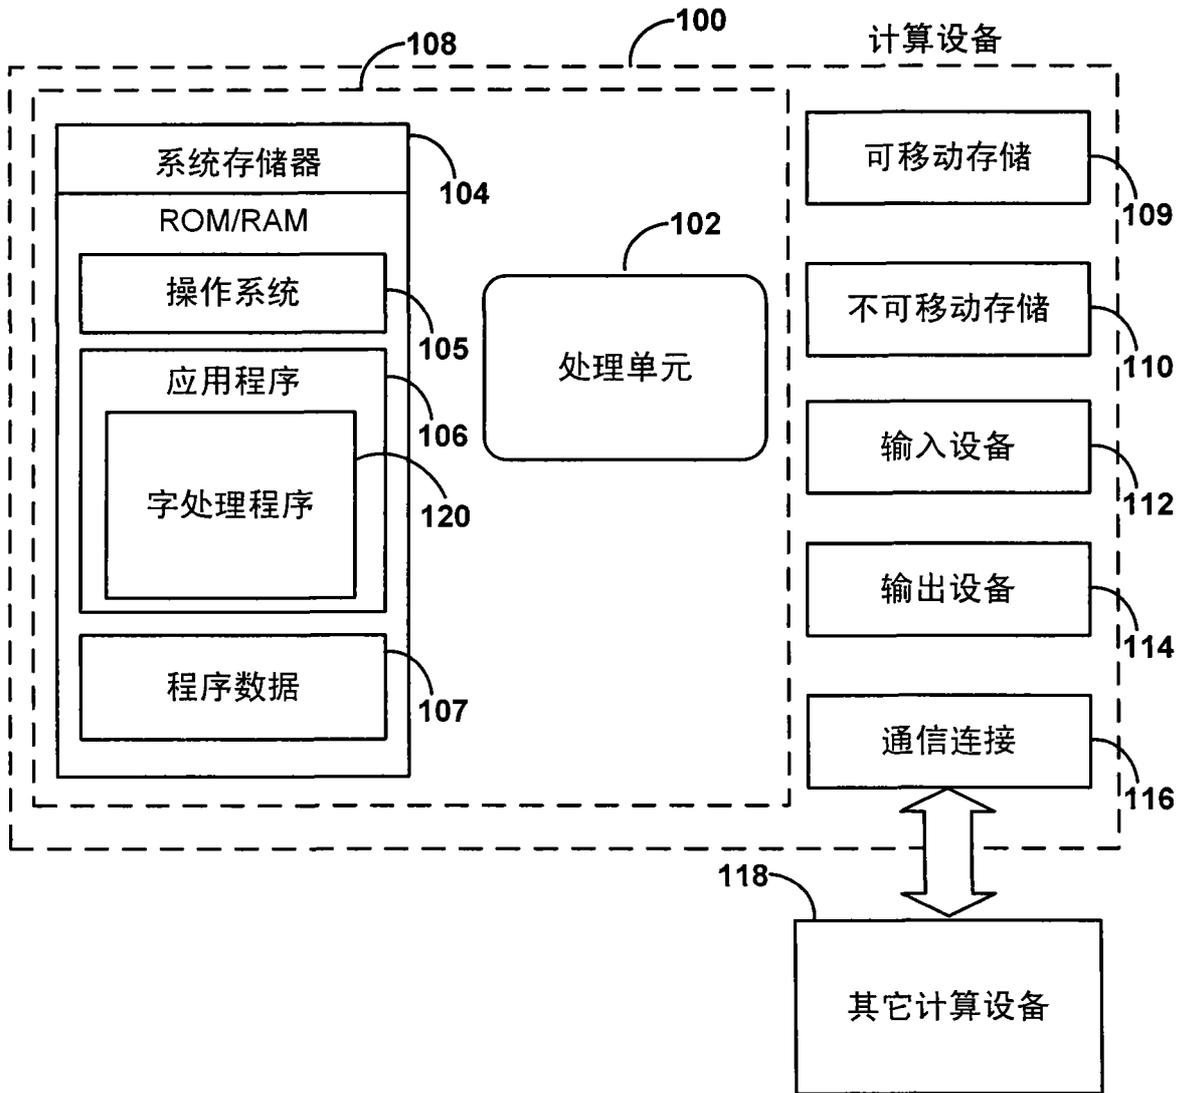 100
计算设备
108
系统存储器
104
ROM/RAM
操作系统
105
应用程序
106
字处理程序
120
程序数据
107
102
处理单元
可移动存储
109
不可移动存储
110
输入设备
112
输出设备
114
通信连接
116
118
其它计算设备